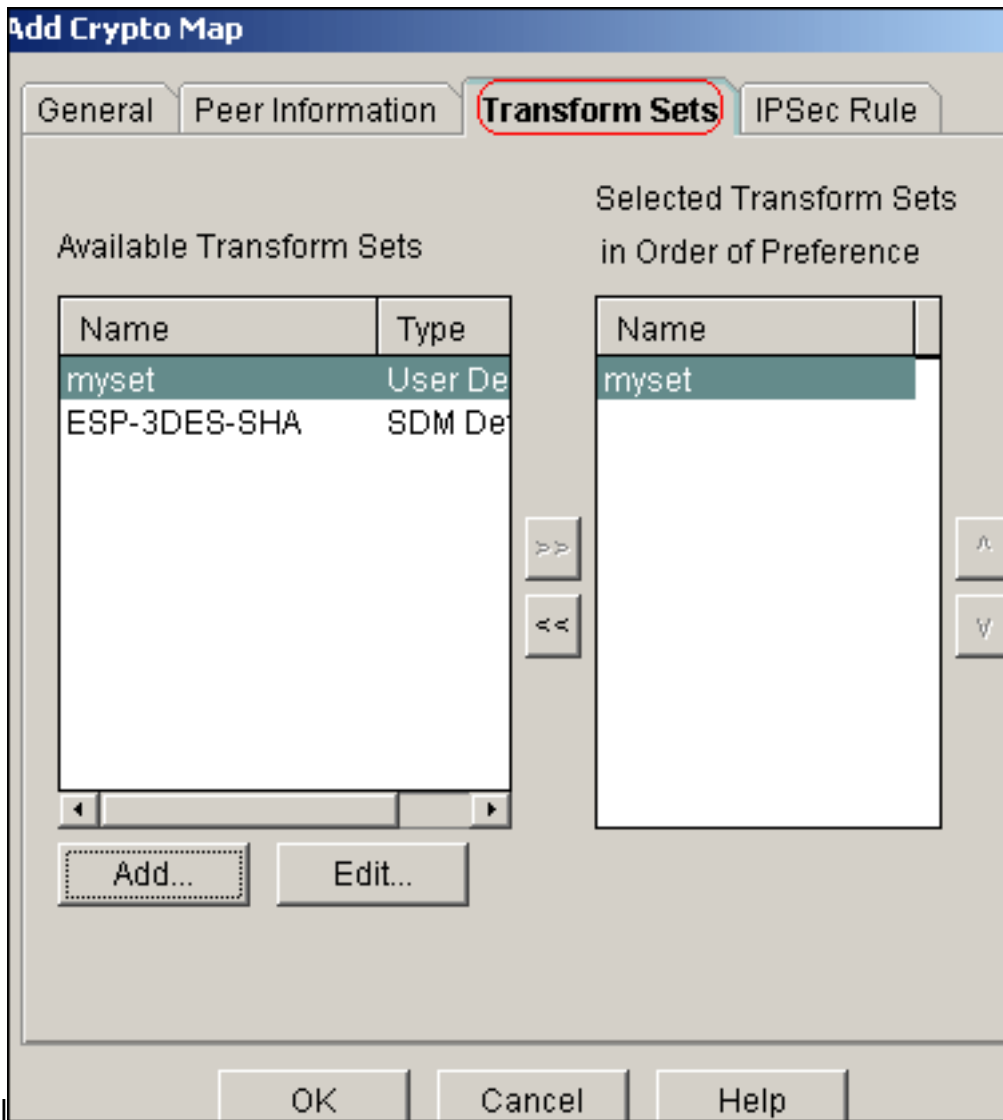 Add Crypto Map
General Peer Information Transform Sets IPSec Rule
Selected Transform Sets
in Order of Preference
Available Transform Sets
Name Type
myset User De
ESP-3DES-SHA SDM De
Name
myset
>>
<<
Add... Edit...
OK Cancel Help